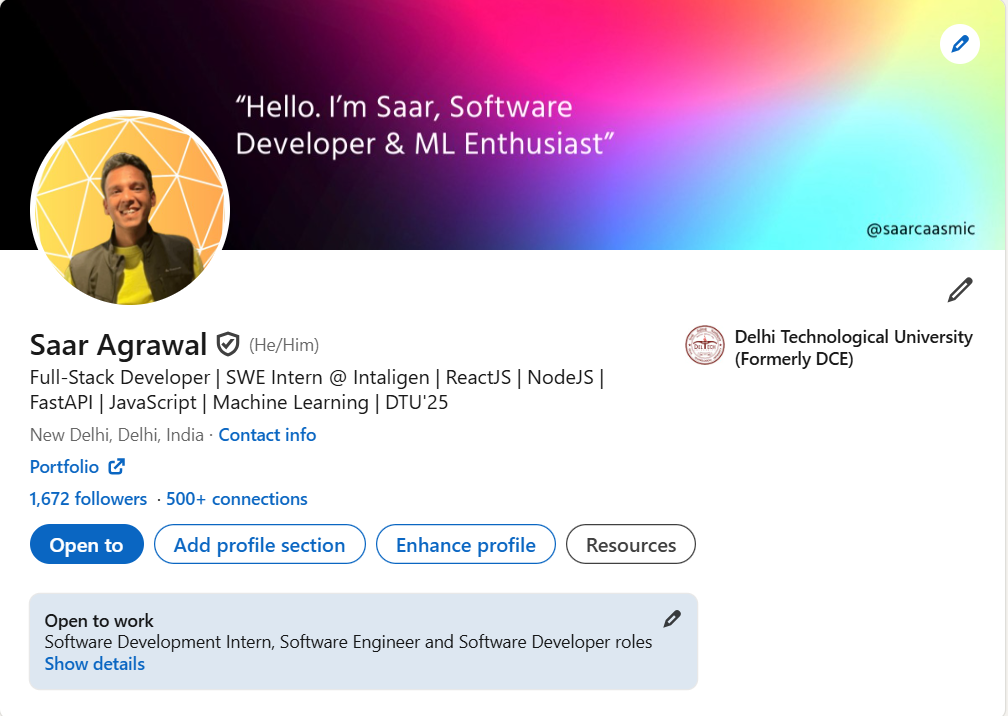 “Hello. I’m Saar, Software
Developer & ML Enthusiast”
@saarcaasmic
Saar Agrawal (He/Him)
Full-Stack Developer | SWE Intern @ Intaligen | ReactJS | NodeJS |
FastAPI | JavaScript | Machine Learning | DTU'25
New Delhi, Delhi, India · Contact info
Portfolio
1,672 followers · 500+ connections
Delhi Technological University
(Formerly DCE)
Open to
Add profile section
Enhance profile
Resources
Open to work
Software Development Intern, Software Engineer and Software Developer roles
Show details